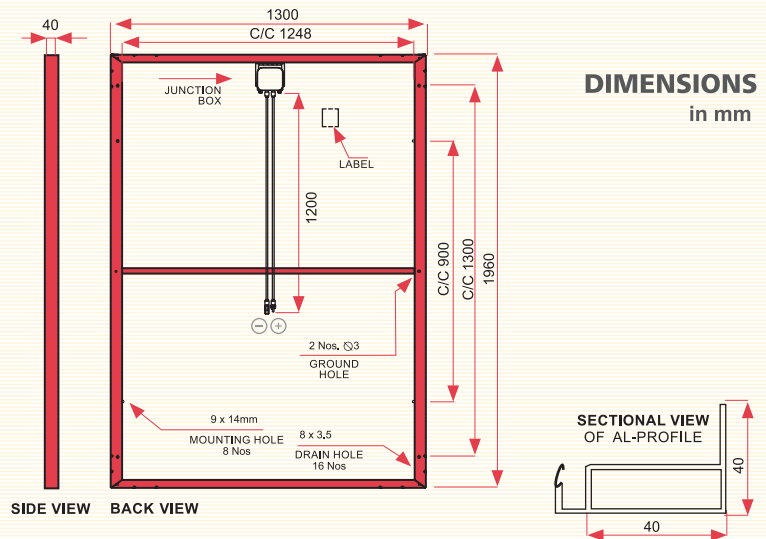 40
1300
C/C 1248
JUNCTION
BOX
DIMENSIONS
in mm
LABEL
1200
C/C 900
C/C 1300
1960
− +
2 Nos. ∅3
GROUND
HOLE
9 x 14mm
MOUNTING HOLE
8 Nos
8 x 3.5
DRAIN HOLE
16 Nos
SECTIONAL VIEW
OF AL-PROFILE
40
40
SIDE VIEW
BACK VIEW